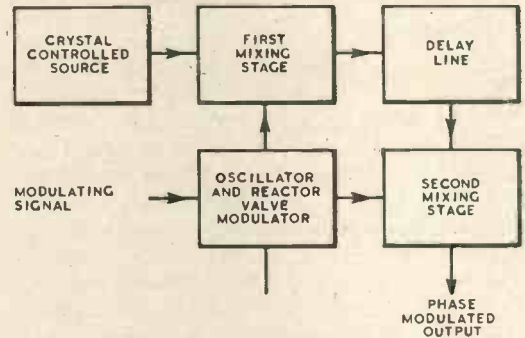 CRYSTAL
CONTROLLED
SOURCE
FIRST
MIXING
STAGE
DELAY
LINE
MODULATING
SIGNAL
OSCILLATOR
AND REACTOR
VALVE
MODULATOR
SECOND
MIXING
STAGE
PHASE
MODULATED
OUTPUT